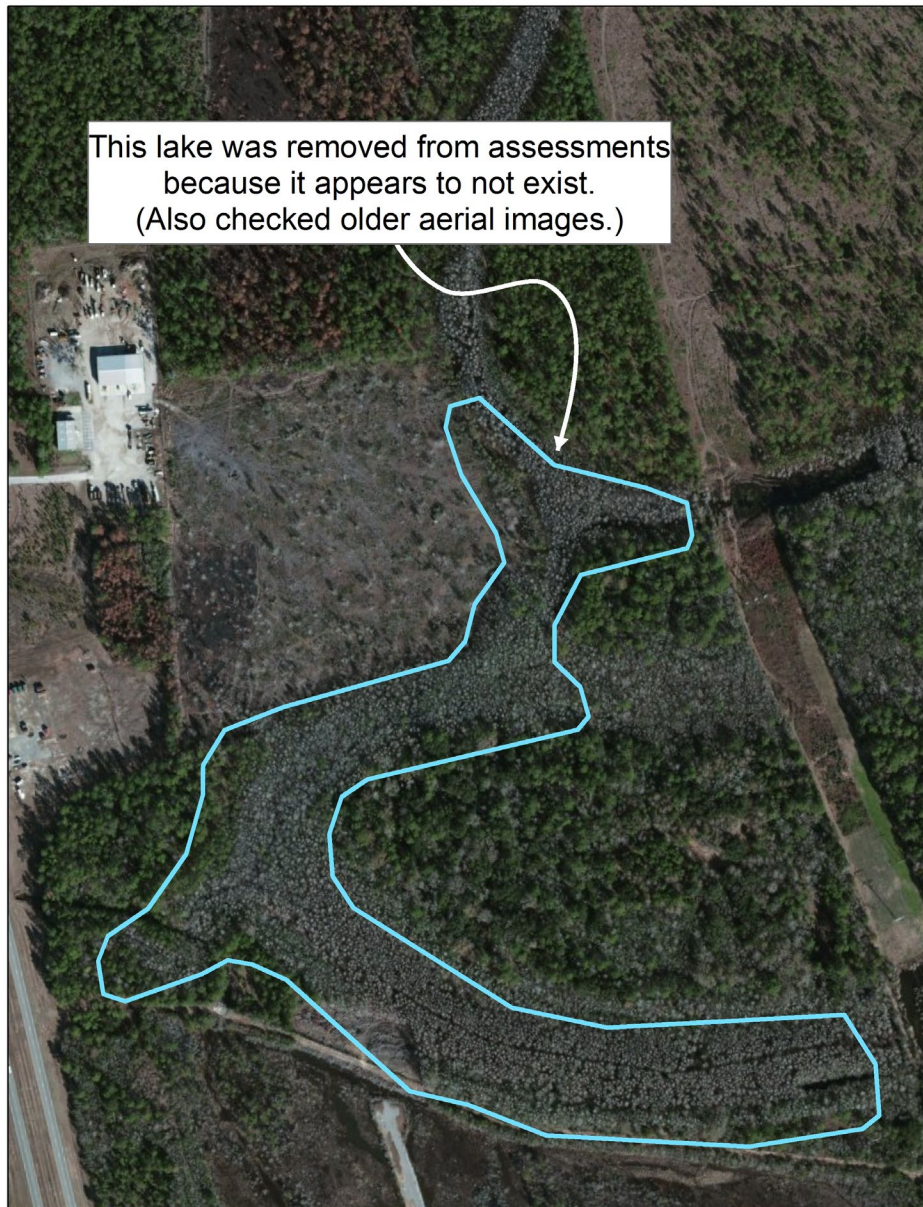 This lake was removed from assessments
because it appears to not exist.
(Also checked older aerial images.)